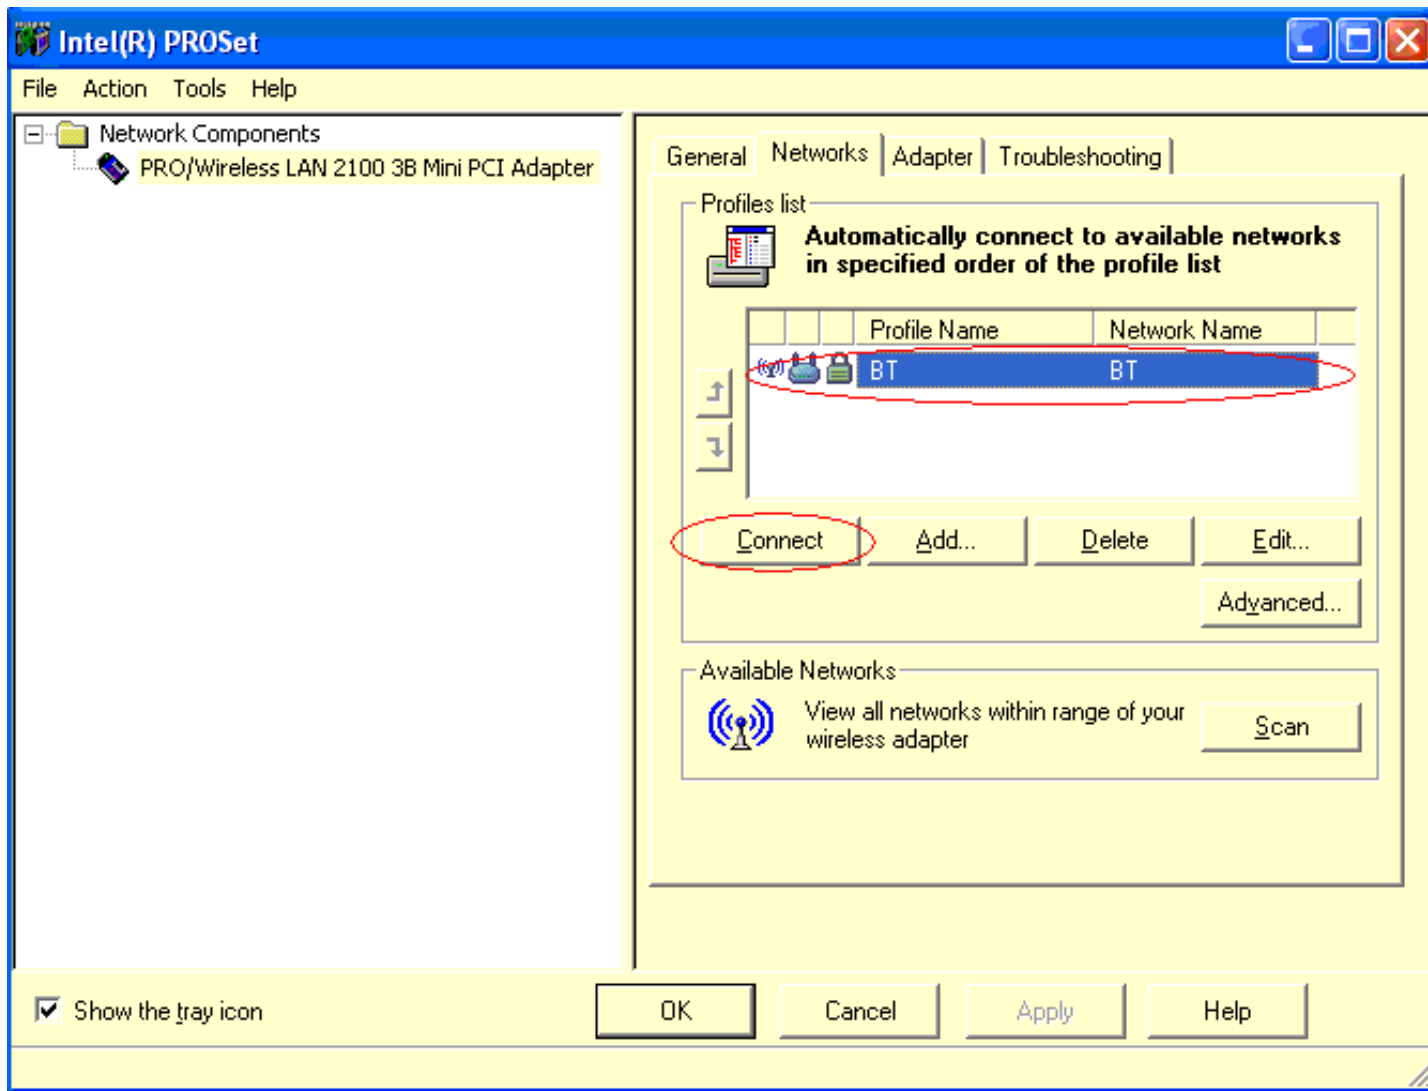 Intel(R) PROSet
File Action Tools Help
Network Components
PRO/Wireless LAN 2100 3B Mini PCI Adapter
General Networks Adapter Troubleshooting
Profiles list
Automatically connect to available networks
in specified order of the profile list
Profile Name Network Name
BT BT
Connect Add... Delete Edit...
Advanced...
Available Networks
View all networks within range of your
wireless adapter
Scan
Show the tray icon
OK Cancel Apply Help